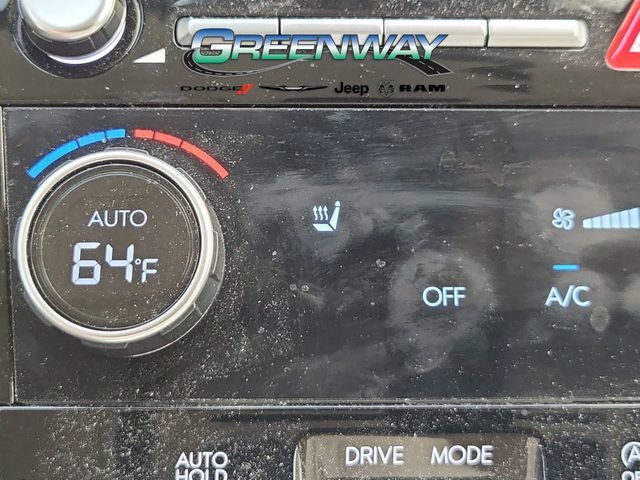 GREENWAY
DODGE Jeep RAM
AUTO
64°F
OFF
A/C
AUTO HOLD
DRIVE MODE